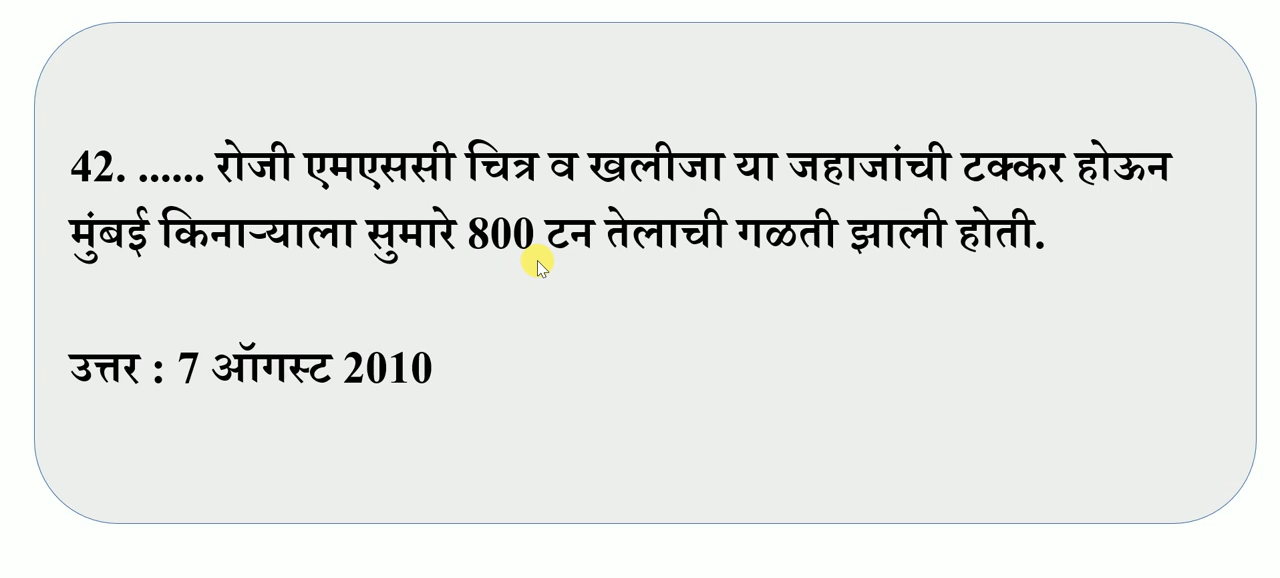 42. ...... रोजी एमएससी चित्र व खलीजा या जहाजांची टक्कर होऊन
मुंबई किनाऱ्याला सुमारे 800 टन तेलाची गळती झाली होती.
उत्तर : 7 ऑगस्ट 2010